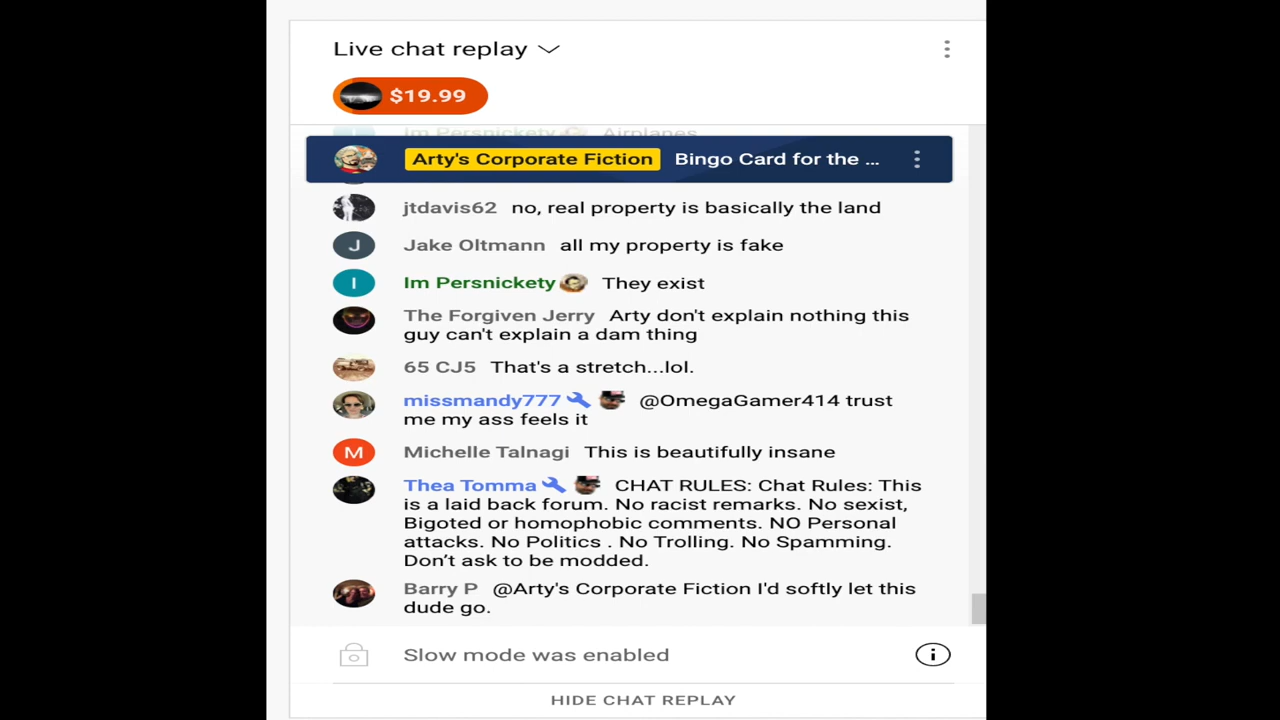 Live chat replay
$19.99
Im Persnickety Airplanes
Arty's Corporate Fiction Bingo Card for the ...
jtdavis62 no, real property is basically the land
J Jake Oltmann all my property is fake
I Im Persnickety They exist
The Forgiven Jerry Arty don't explain nothing this
guy can't explain a dam thing
65 CJ5 That's a stretch...lol.
missmandy777 @OmegaGamer414 trust
me my ass feels it
M Michelle Talnagi This is beautifully insane
Thea Tomma CHAT RULES: Chat Rules: This
is a laid back forum. No racist remarks. No sexist,
Bigoted or homophobic comments. NO Personal
attacks. No Politics . No Trolling. No Spamming.
Don’t ask to be modded.
Barry P @Arty's Corporate Fiction I'd softly let this
dude go.
Slow mode was enabled
HIDE CHAT REPLAY